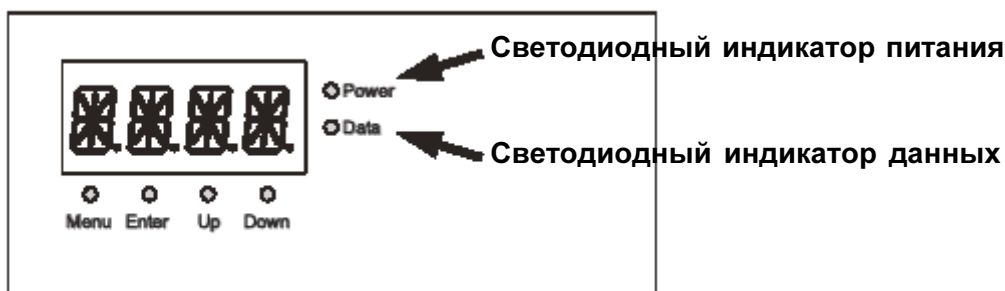 Светодиодный индикатор питания
Power
Data
Светодиодный индикатор данных
Menu Enter Up Down